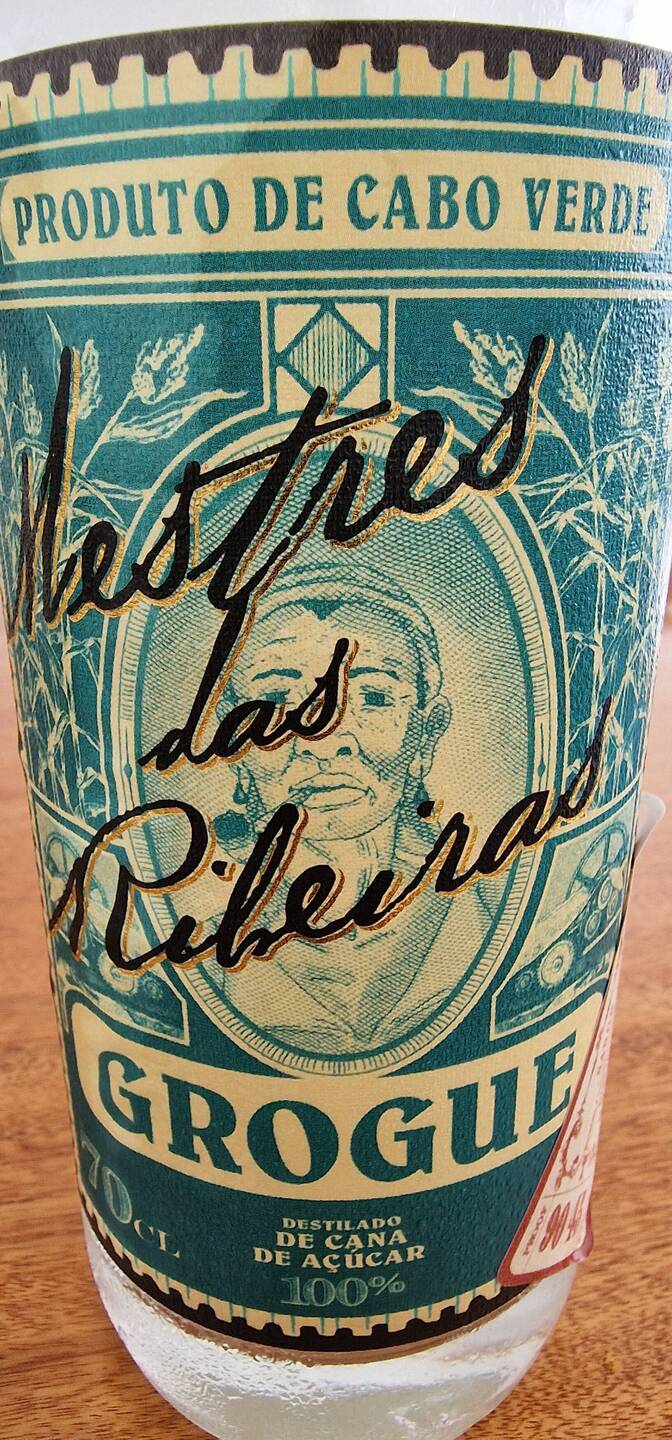 PRODUTO DE CABO VERDE
Mestres
das
Ribeiras
GROGUE
70CL
DESTILADO
DE CANA
DE AÇÚCAR
100%